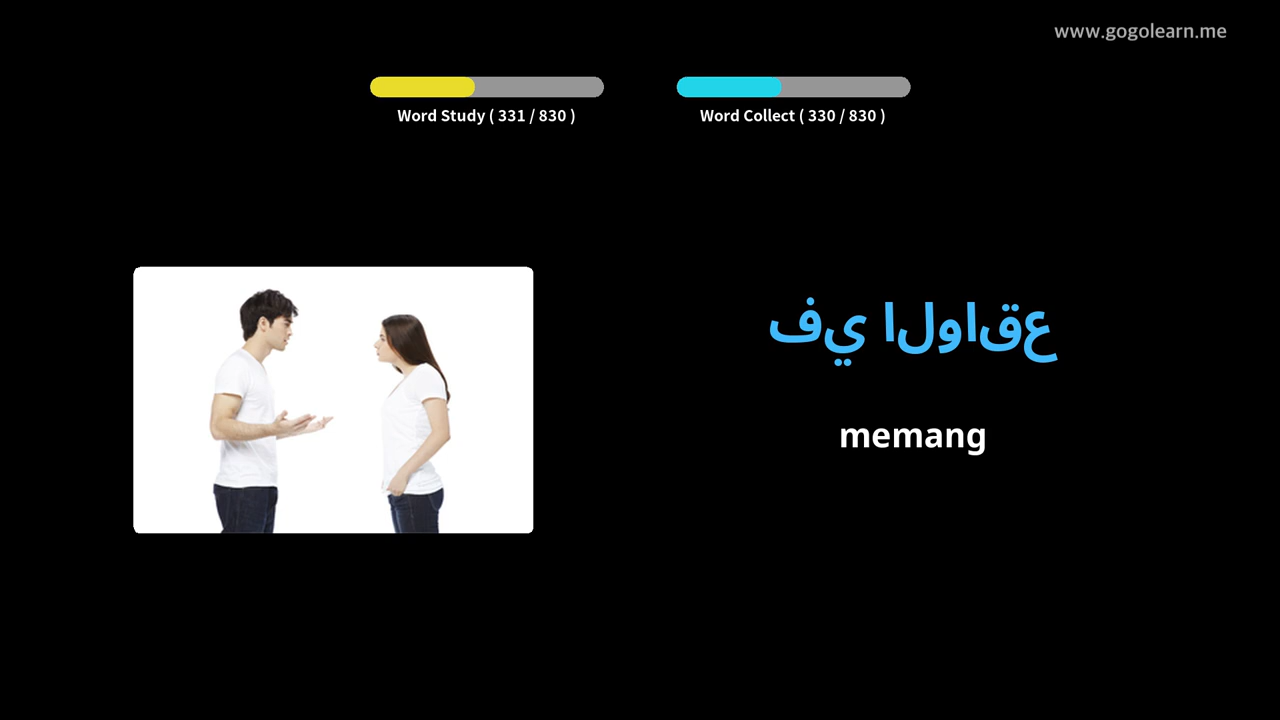 www.gogolearn.me
Word Study ( 331 / 830 )
Word Collect ( 330 / 830 )
في الواقع
memang